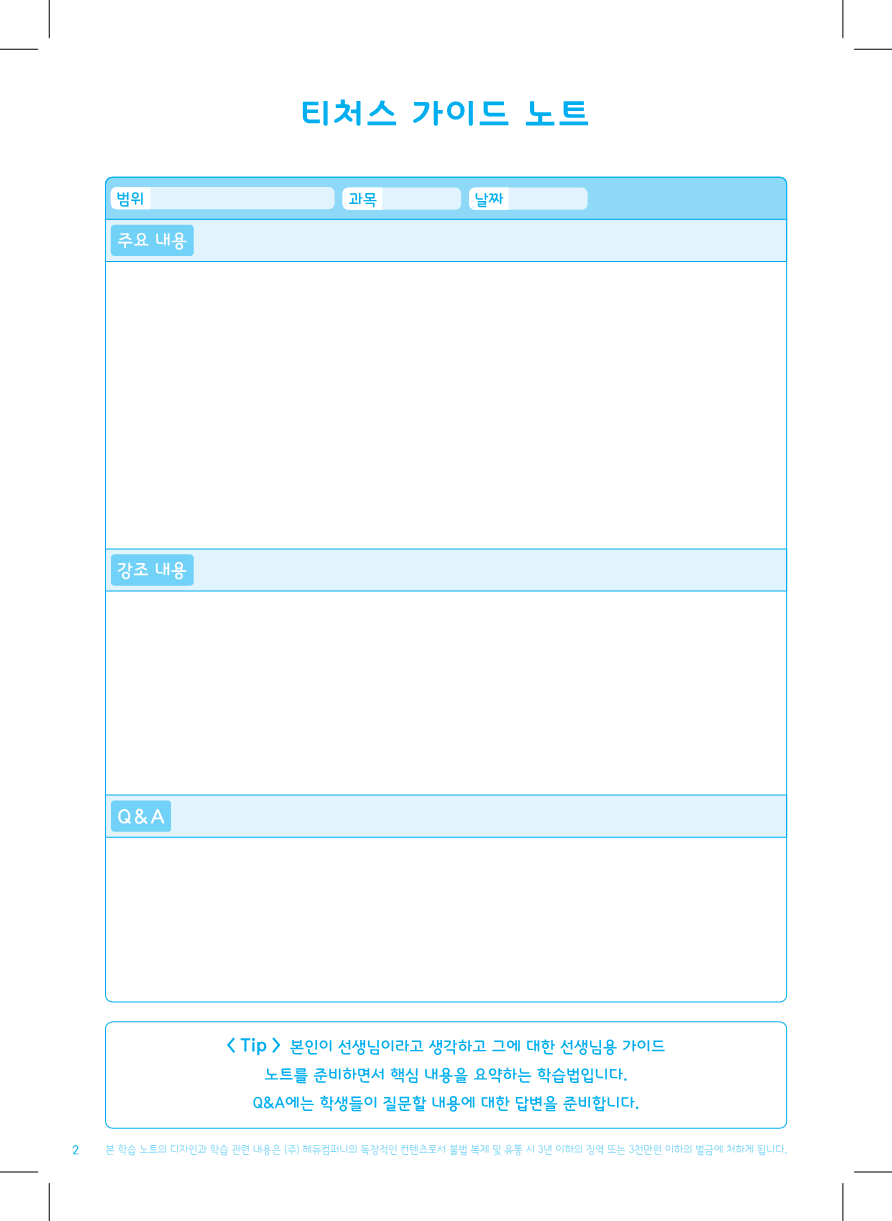 티처스 가이드 노트
범위 과목 날짜
주요 내용
강조 내용
Q&A
< Tip > 본인이 선생님이라고 생각하고 그에 대한 선생님용 가이드
노트를 준비하면서 핵심 내용을 요약하는 학습법입니다.
Q&A에는 학생들이 질문할 내용에 대한 답변을 준비합니다.
2 본 학습 노트의 디자인과 학습 관련 내용은 (주) 헤듀컴퍼니의 독창적인 컨텐츠로서 불법 복제 및 유통 시 3년 이하의 징역 또는 3천만원 이하의 벌금에 처하게 됩니다.